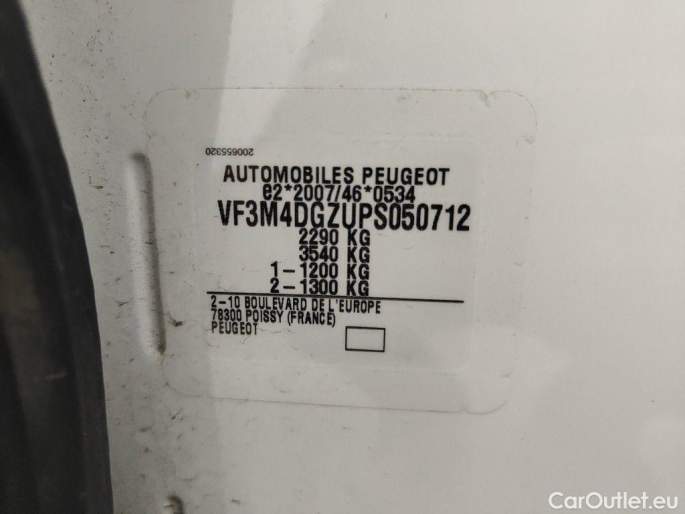 200655320
AUTOMOBILES PEUGEOT
e2*2007/46*0534
VF3M4DGZUPS050712
2290 KG
3540 KG
1-1200 KG
2-1300 KG
2-10 BOULEVARD DE L'EUROPE
78300 POISSY (FRANCE)
PEUGEOT
CarOutlet.eu